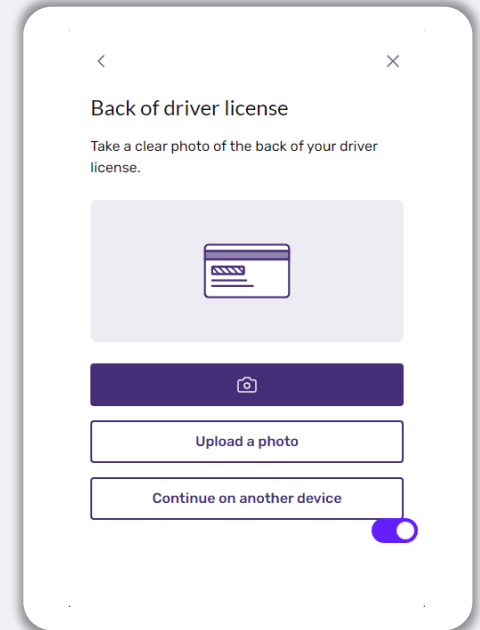 Back of driver license
Take a clear photo of the back of your driver
license.
Upload a photo
Continue on another device